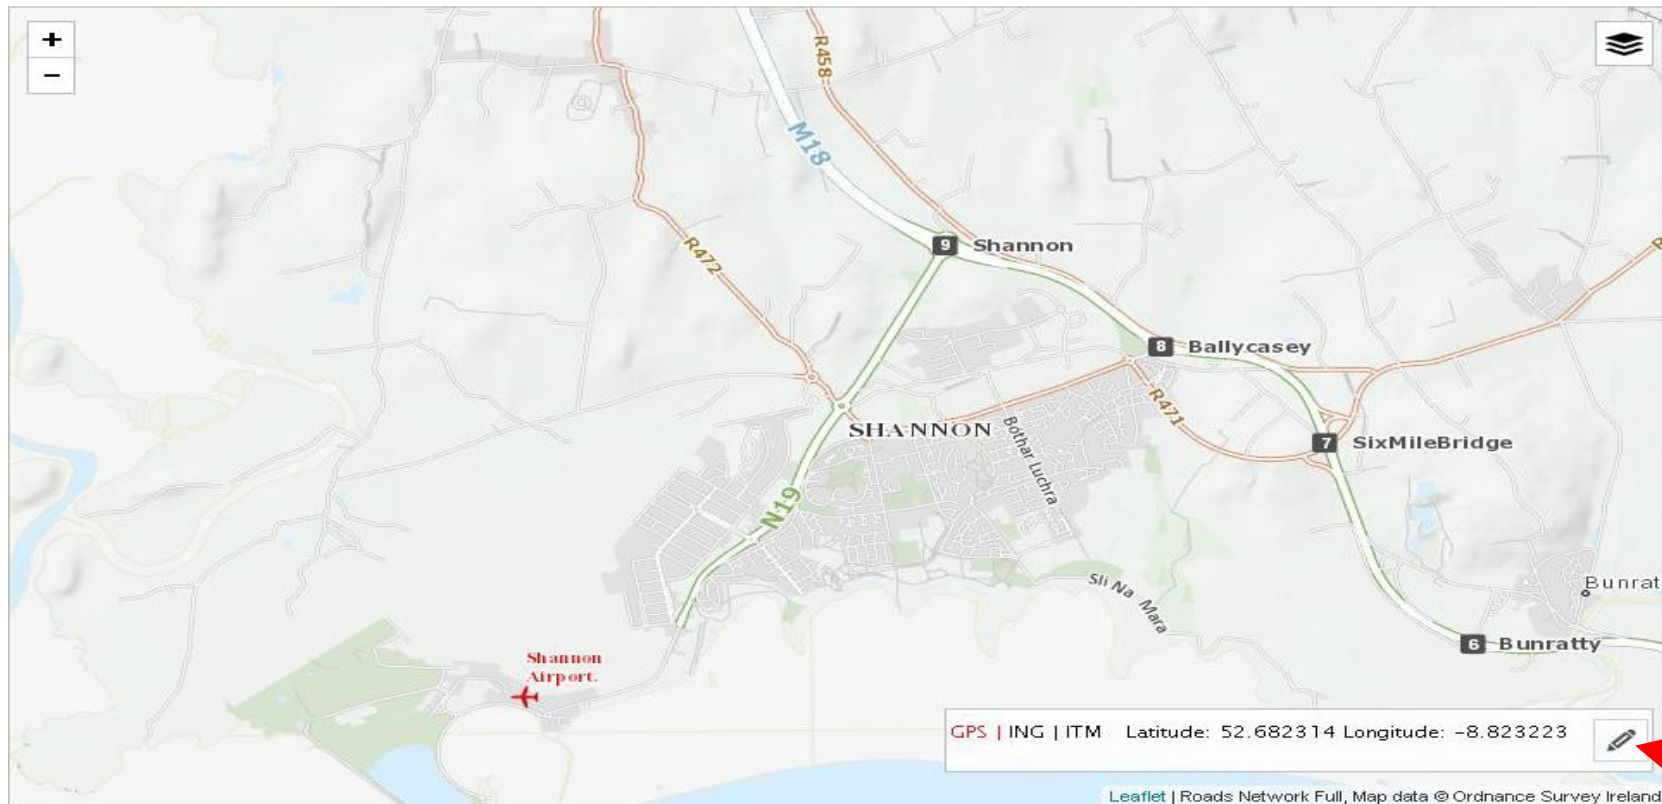 +
−
R458
M18
9 Shannon
R472
8 Ballycasey
R471
SHANNON
Bóthar Luchra
7 SixMileBridge
N19
Sli Na Mara
Bunrat
6 Bunratty
Shannon
Airport.
GPS | ING | ITM Latitude: 52.682314 Longitude: -8.823223
Leaflet | Roads Network Full, Map data © Ordnance Survey Ireland